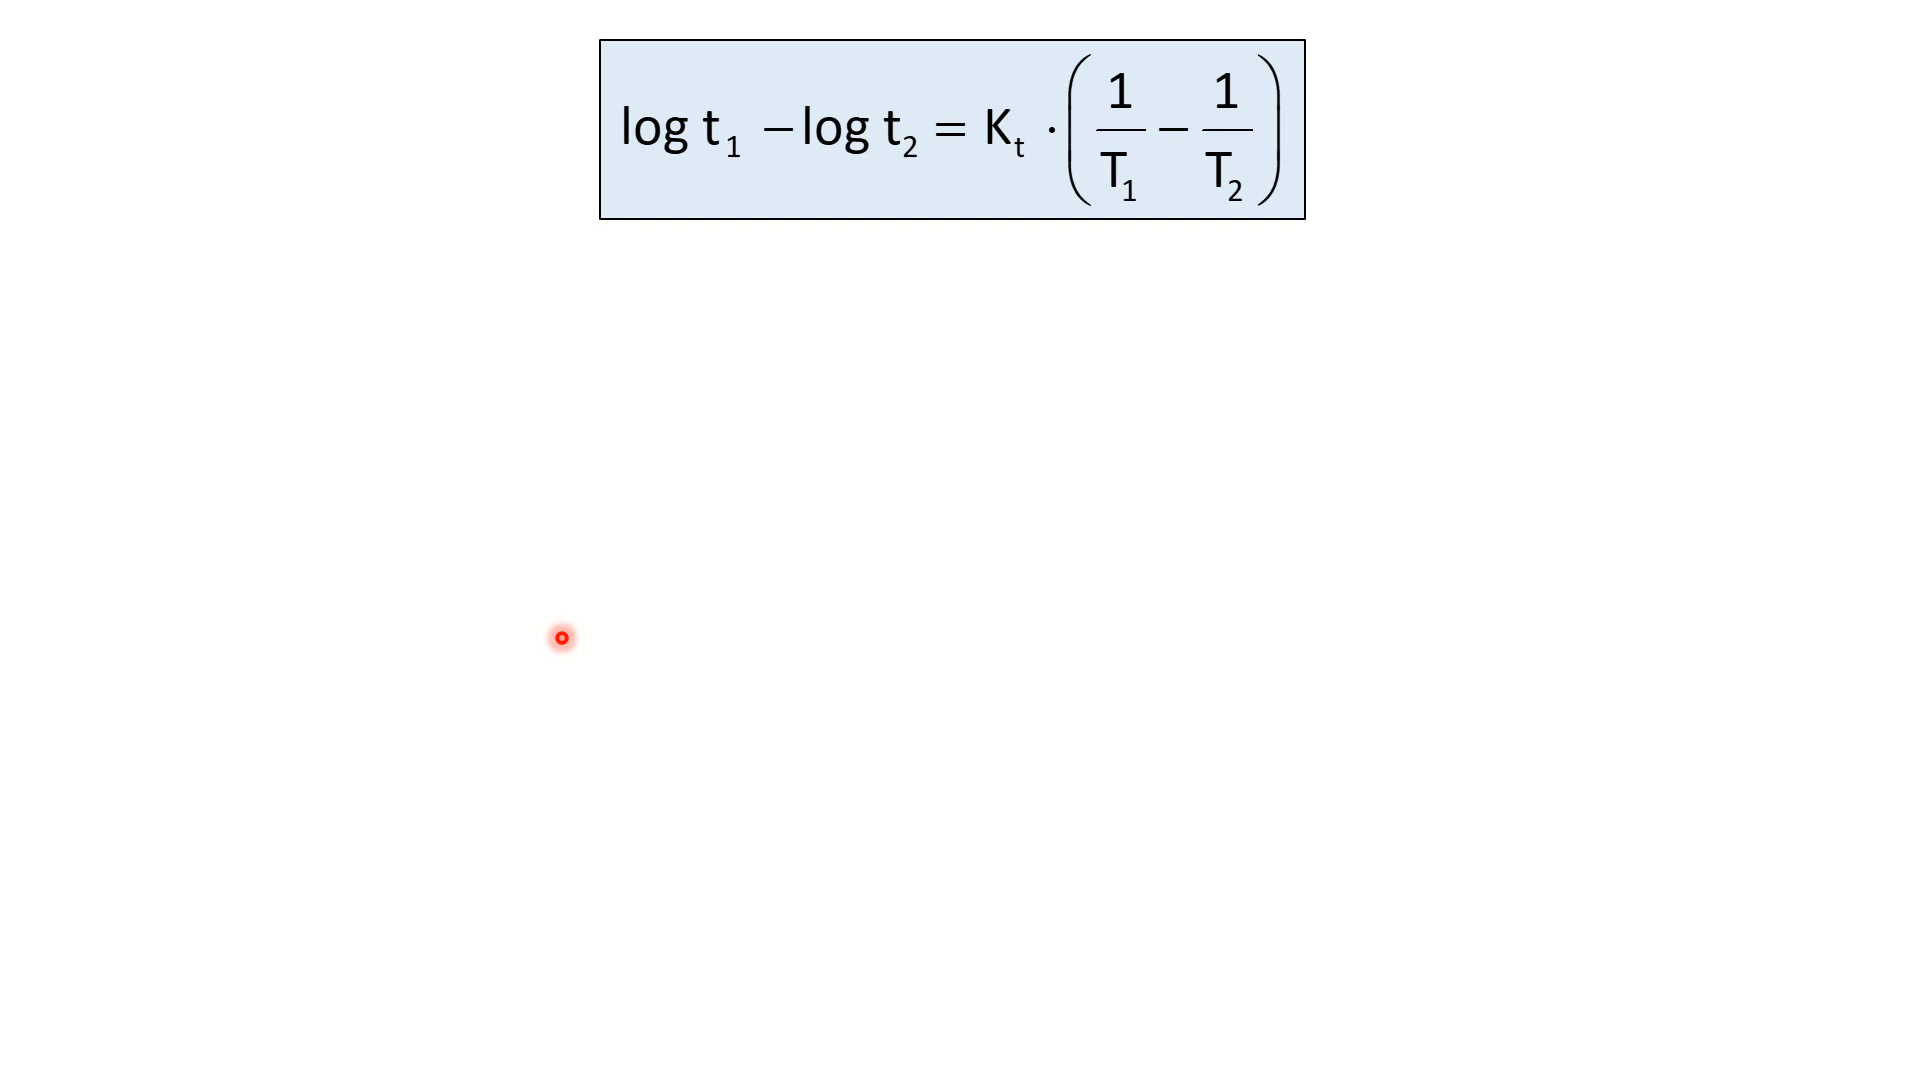 log t₁ − log t₂ = Kₜ · (1/T₁ − 1/T₂)